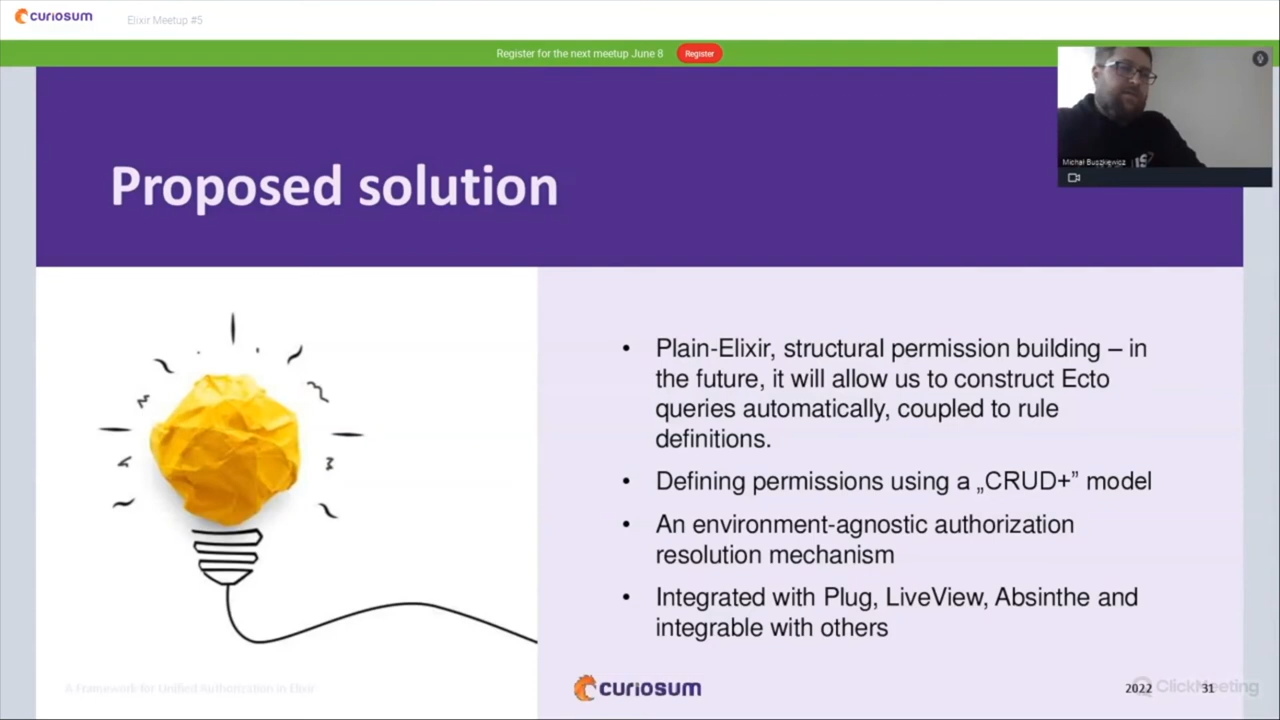 curiosum
Elixir Meetup #5
Register for the next meetup June 8
Register
Michał Buszkiewicz
Proposed solution
• Plain-Elixir, structural permission building – in
the future, it will allow us to construct Ecto
queries automatically, coupled to rule
definitions.
• Defining permissions using a „CRUD+” model
• An environment-agnostic authorization
resolution mechanism
• Integrated with Plug, LiveView, Absinthe and
integrable with others
A Framework for Unified Authorization in Elixir
curiosum
2022
31
ClickMeeting